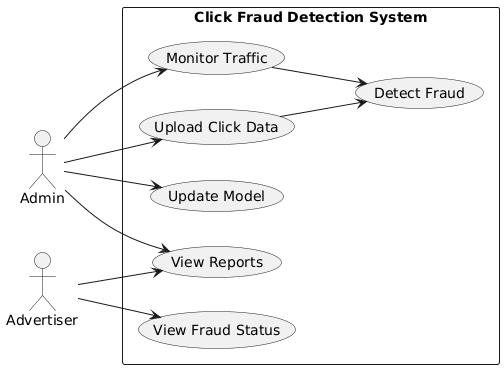 Click Fraud Detection System
Monitor Traffic
Detect Fraud
Upload Click Data
Admin
Update Model
View Reports
Advertiser
View Fraud Status